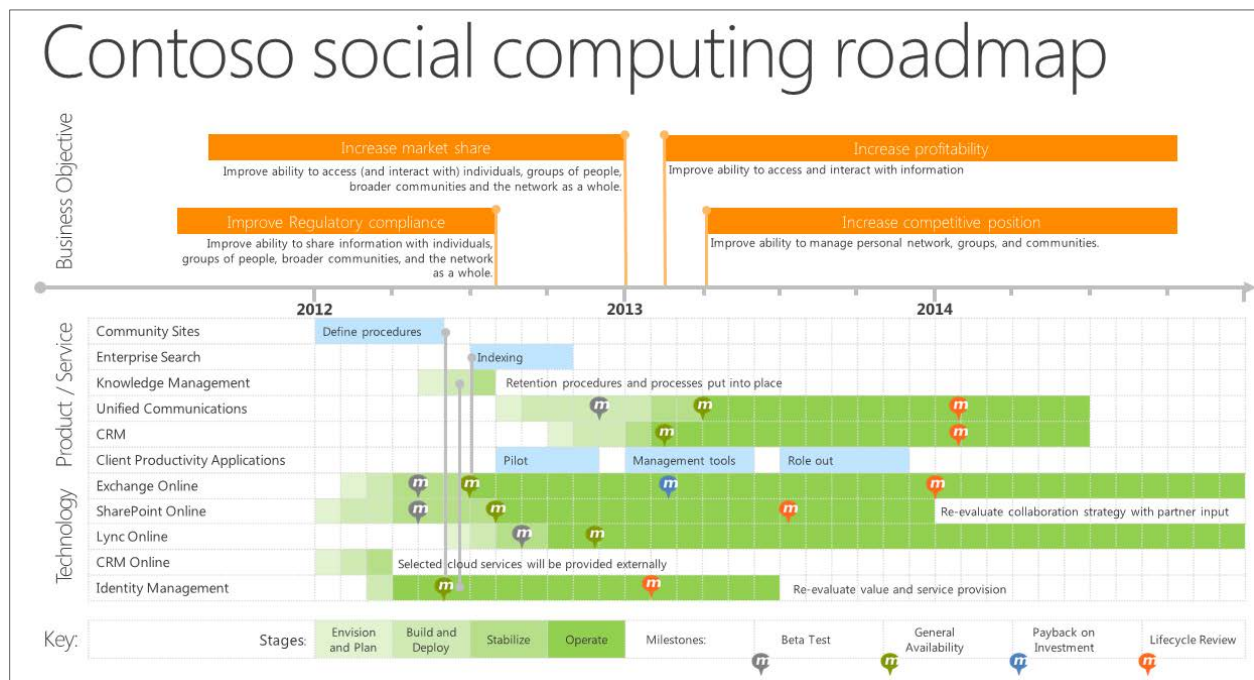 Contoso social computing roadmap
Business Objective
Increase market share
Improve ability to access (and interact with) individuals, groups of people,
broader communities and the network as a whole.
Increase profitability
Improve ability to access and interact with information
Improve Regulatory compliance
Improve ability to share information with individuals,
groups of people, broader communities, and the network
as a whole.
Increase competitive position
Improve ability to manage personal network, groups, and communities.
2012
2013
2014
Product / Service
Community Sites
Define procedures
Enterprise Search
Indexing
Knowledge Management
Retention procedures and processes put into place
Unified Communications
m
m
m
CRM
m
m
Client Productivity Applications
Pilot
Management tools
Role out
Technology
Exchange Online
m
m
m
m
SharePoint Online
m
m
m
Re-evaluate collaboration strategy with partner input
Lync Online
m
m
CRM Online
Selected cloud services will be provided externally
Identity Management
m
m
Re-evaluate value and service provision
Key:
Stages:
Envision
and Plan
Build and
Deploy
Stabilize
Operate
Milestones:
Beta Test
m
General
Availability
m
Payback on
Investment
m
Lifecycle Review
m